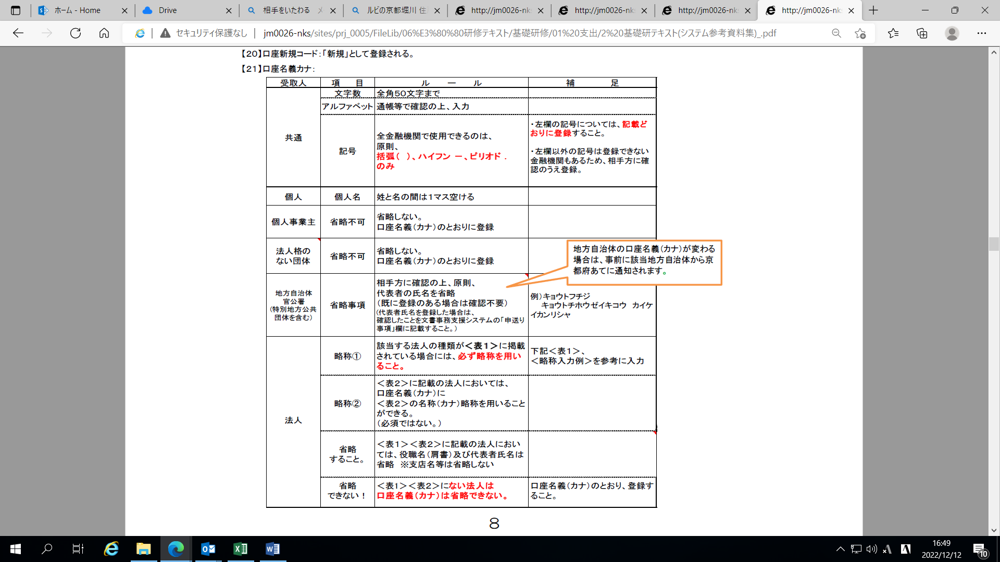 ホーム - Home
Drive
相手をいたわる
ルビの京都堀川
http://jm0026-nks
http://jm0026-nks
http://jm0026-nks
http://jm0026-nks
セキュリティ保護なし
jm0026-nks/sites/prj_0005/FileLib/06%E3%80%80研修テキスト/基礎研修/01%20支出/2%20基礎研テキスト(システム参考資料集)_.pdf
【20】口座新規コード：「新規」として登録される。
【21】口座名義カナ：
受取人 項　目 ル　ー　ル 補　　　足
共通
文字数 全角50文字まで
アルファベット 通帳等で確認の上、入力
記号
全金融機関で使用できるのは、
原則、
括弧（　）、ハイフン －、ピリオド ．
のみ
・左欄の記号については、記載ど
おりに登録すること。
・左欄以外の記号は登録できない
金融機関もあるため、相手方に確
認のうえ登録。
個人 個人名 姓と名の間は1マス空ける
個人事業主 省略不可
省略しない。
口座名義（カナ）のとおりに登録
法人格の
ない団体
省略不可
省略しない。
口座名義（カナ）のとおりに登録
地方自治体の口座名義（カナ）が変わる
場合は、事前に該当地方自治体から京
都府あてに通知されます。
地方自治体
官公署
（特別地方公共
団体を含む）
省略事項
相手方に確認の上、原則、
代表者の氏名を省略
（既に登録のある場合は確認不要）
（代表者氏名を登録した場合は、
確認したことを文書事務支援システムの「申送り
事項」欄に記載すること。）
例）キョウトフチジ
キョウトチホウゼイキコウ　カイケ
イカンリシャ
法人
略称①
該当する法人の種類が＜表１＞に掲載
されている場合には、必ず略称を用い
ること。
下記＜表１＞、
＜略称入力例＞を参考に入力
略称②
＜表２＞に記載の法人においては、
口座名義（カナ）に
＜表２＞の名称（カナ）略称を用いること
ができる。
（必須ではない。）
省略
すること。
＜表１＞＜表２＞に記載の法人におい
ては、役職名（肩書）及び代表者氏名は
省略　※支店名等は省略しない
省略
できない！
＜表1＞＜表２＞にない法人は
口座名義（カナ）は省略できない。
口座名義（カナ）のとおり、登録す
ること。
8
16:49
2022/12/12
10